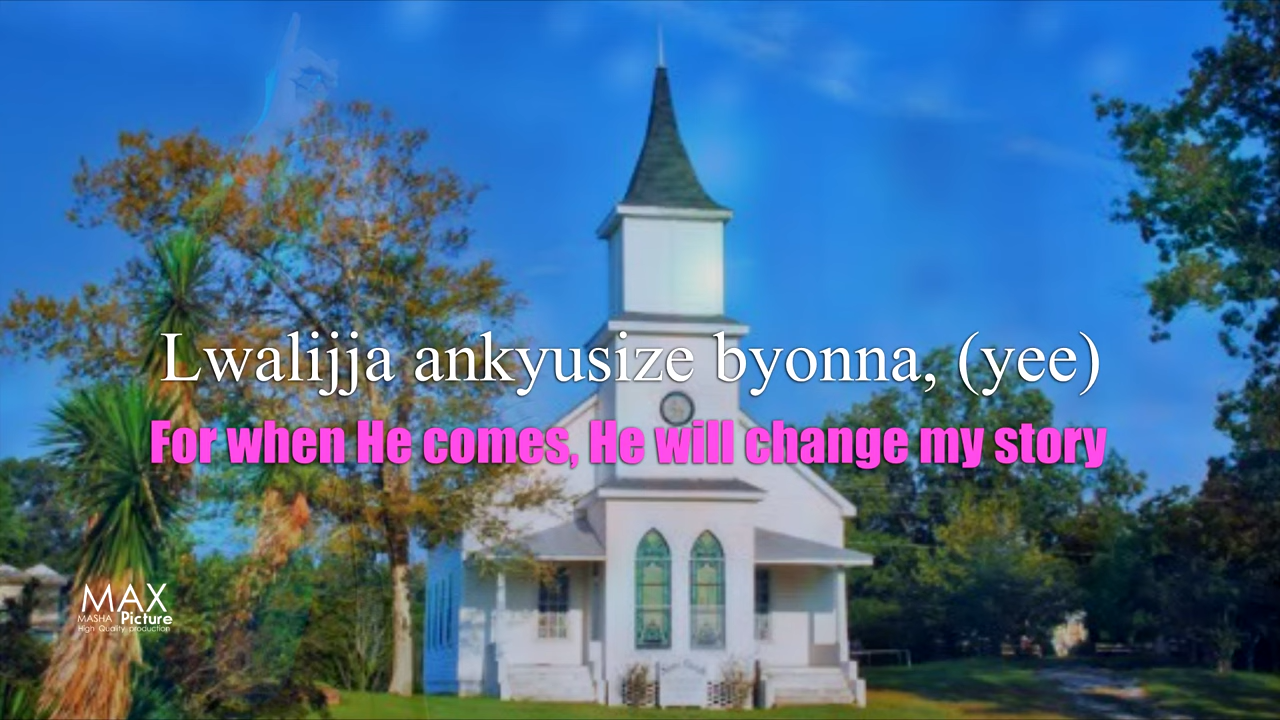 Lwalijja ankyusize byonna, (yee)
For when He comes, He will change my story
MAX
MASHA Picture
High Quality production